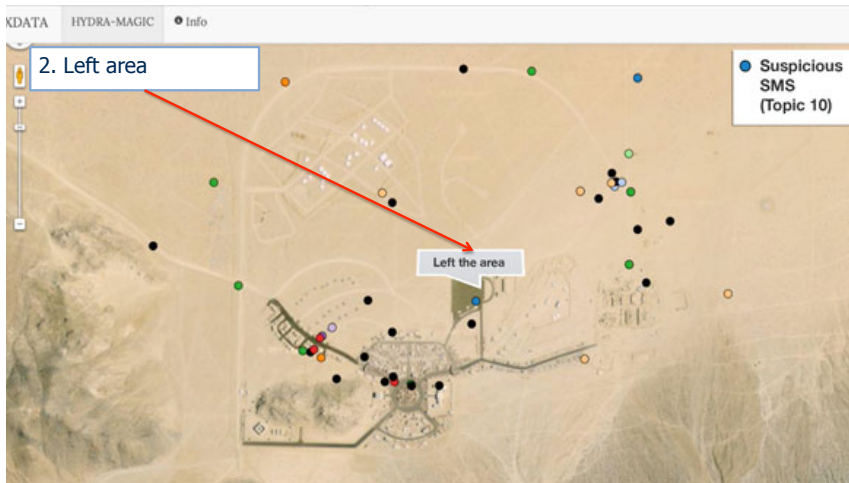 XDATA
HYDRA-MAGIC
Info
2. Left area
Suspicious
SMS
(Topic 10)
Left the area